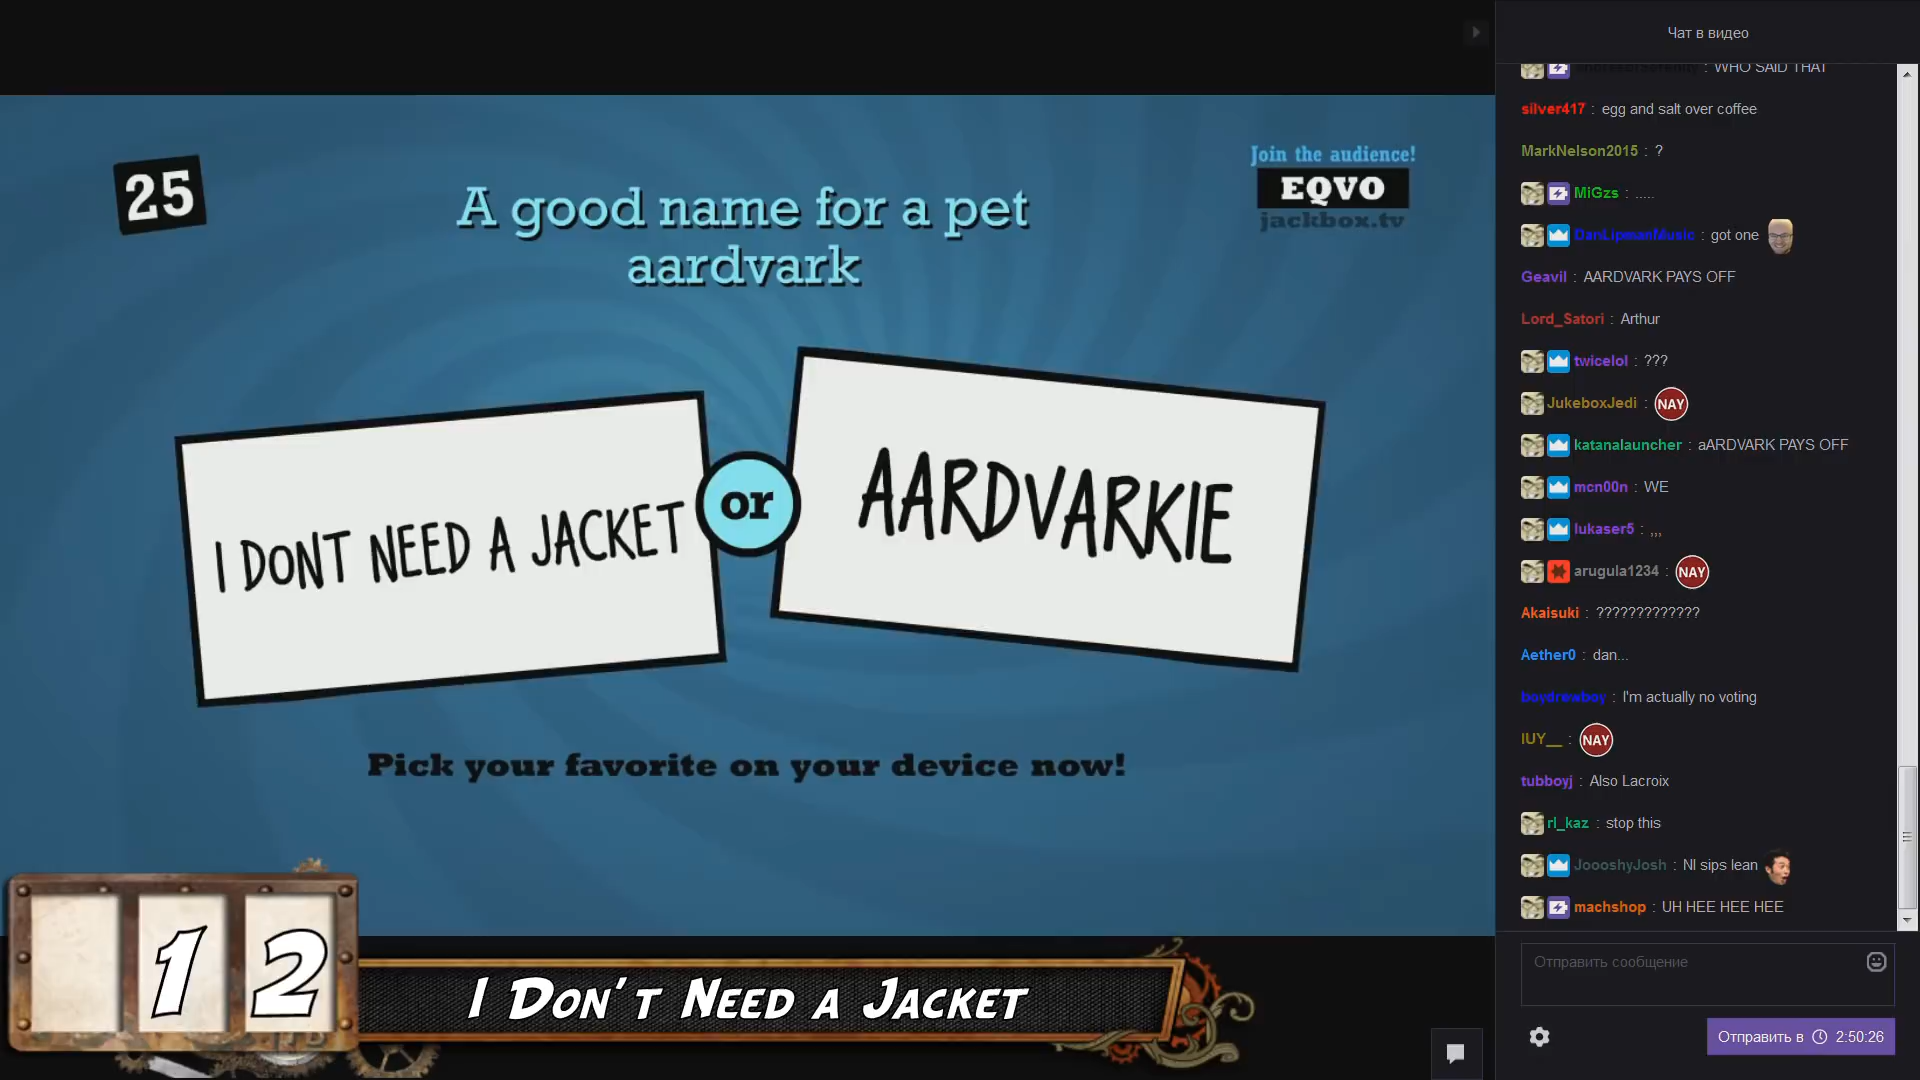 25
A good name for a pet
aardvark
Join the audience!
EQVO
jackbox.tv
I DONT NEED A JACKET
or
AARDVARKIE
Pick your favorite on your device now!
12
I Don't Need a Jacket
Чат в видео
: WHO SAID THAT
silver417 : egg and salt over coffee
MarkNelson2015 : ?
MiGzs : .....
DanLipmanMusic : got one
Geavil : AARDVARK PAYS OFF
Lord_Satori : Arthur
twicelol : ???
JukeboxJedi : NAY
katanalauncher : aARDVARK PAYS OFF
mcn00n : WE
lukaser5 : ,,,
arugula1234 : NAY
Akaisuki : ?????????????
Aether0 : dan...
boydrewboy : I'm actually no voting
IUY__ : NAY
tubboyj : Also Lacroix
rl_kaz : stop this
JoooshyJosh : Nl sips lean
machshop : UH HEE HEE HEE
Отправить сообщение
Отправить в 2:50:26